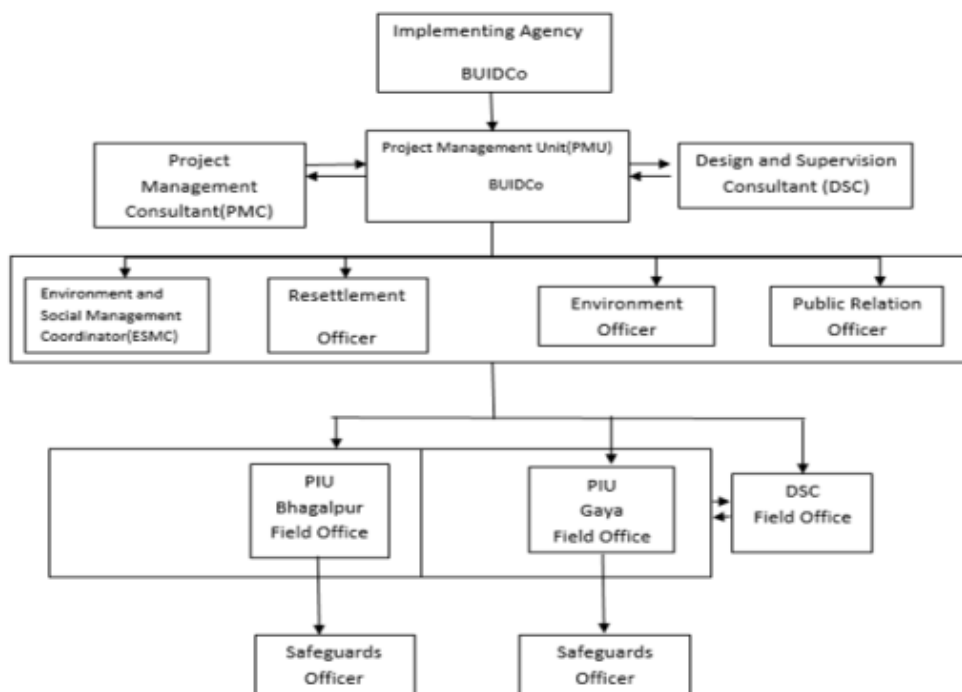 Implementing Agency
BUIDCo
Project
Management
Consultant(PMC)
Project Management Unit(PMU)
BUIDCo
Design and Supervision
Consultant (DSC)
Environment and
Social Management
Coordinator(ESMC)
Resettlement
Officer
Environment
Officer
Public Relation
Officer
PIU
Bhagalpur
Field Office
PIU
Gaya
Field Office
DSC
Field Office
Safeguards
Officer
Safeguards
Officer